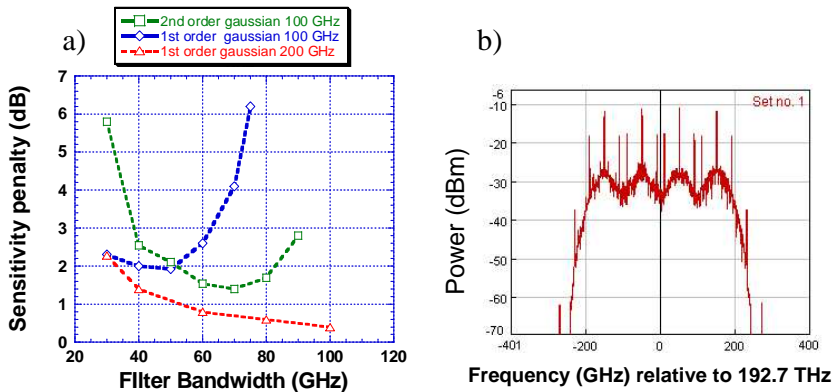 a)
2nd order gaussian 100 GHz
1st order gaussian 100 GHz
1st order gaussian 200 GHz
Sensitivity penalty (dB)
7
6
5
4
3
2
1
0
20 40 60 80 100 120
FIlter Bandwidth (GHz)
b)
Set no. 1
Power (dBm)
-6
-10
-20
-30
-40
-50
-60
-70
-401 -200 0 200 401
Frequency (GHz) relative to 192.7 THz